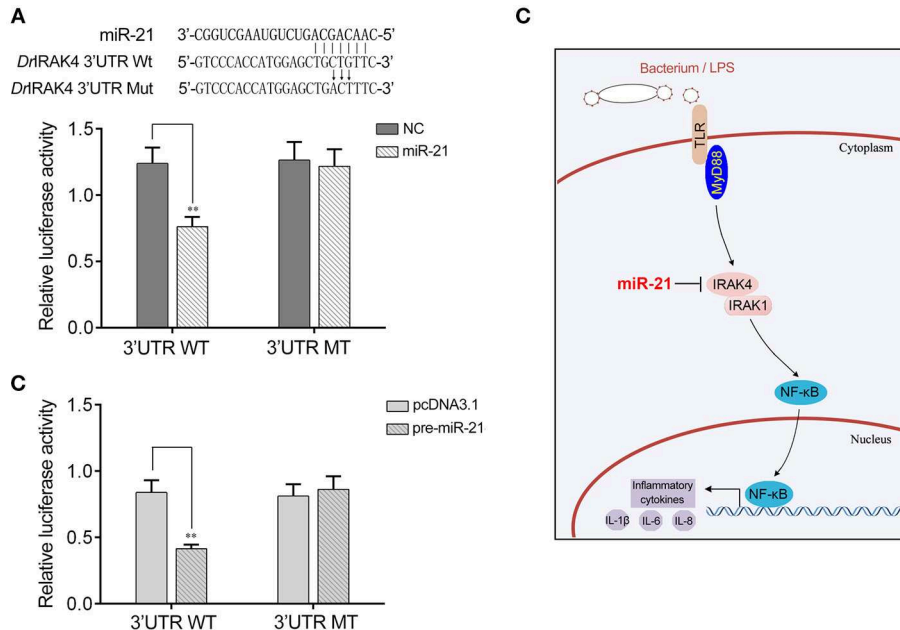 A
miR-21 3'-CGGUCGAAUGUCUGACGACAAC-5'
DrIRAK4 3'UTR Wt 5'-GTCCCACCATGGAGCTGCTGTTC-3'
DrIRAK4 3'UTR Mut 5'-GTCCCACCATGGAGCTGACTTTC-3'
Relative luciferase activity
1.5
1.0
0.5
0.0
NC
miR-21
**
3'UTR WT 3'UTR MT
C
Relative luciferase activity
1.5
1.0
0.5
0.0
pcDNA3.1
pre-miR-21
**
3'UTR WT 3'UTR MT
C
Bacterium / LPS
TLR
Cytoplasm
MyD88
miR-21
IRAK4
IRAK1
NF-κB
Nucleus
Inflammatory
cytokines
NF-κB
IL-1β IL-6 IL-8